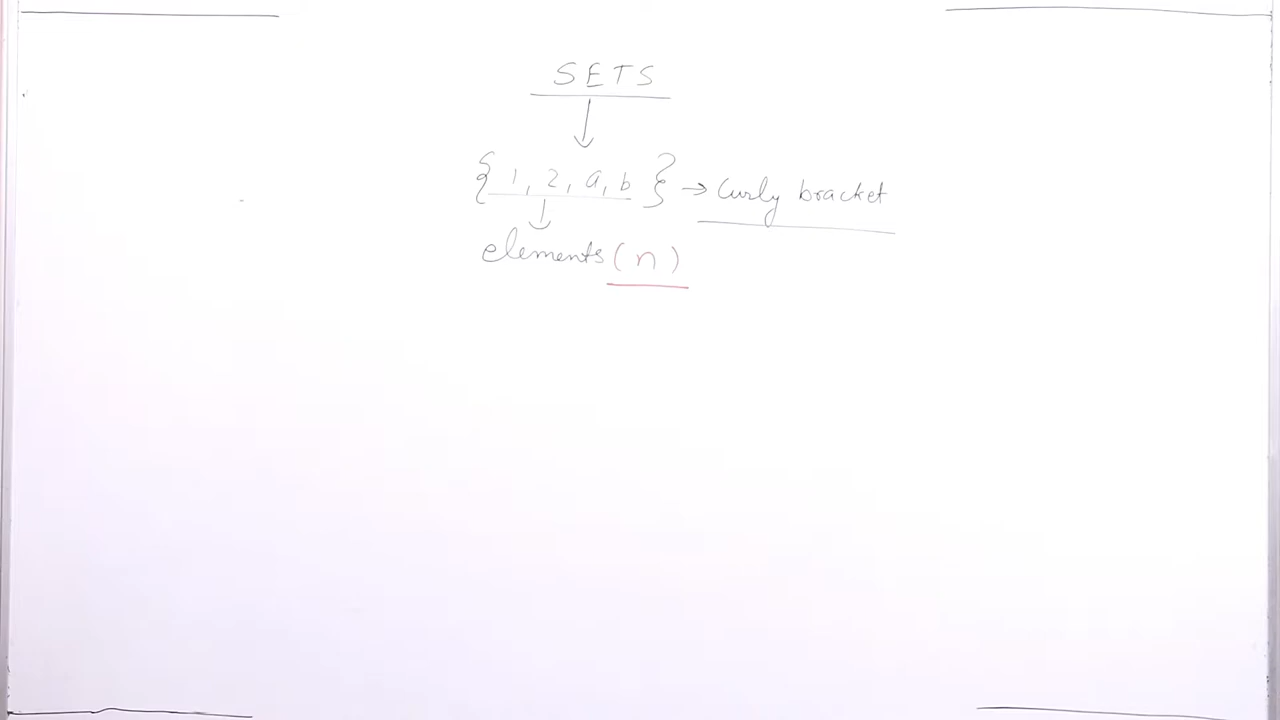 SETS
{ 1, 2, a, b } → Curly bracket
elements (n)